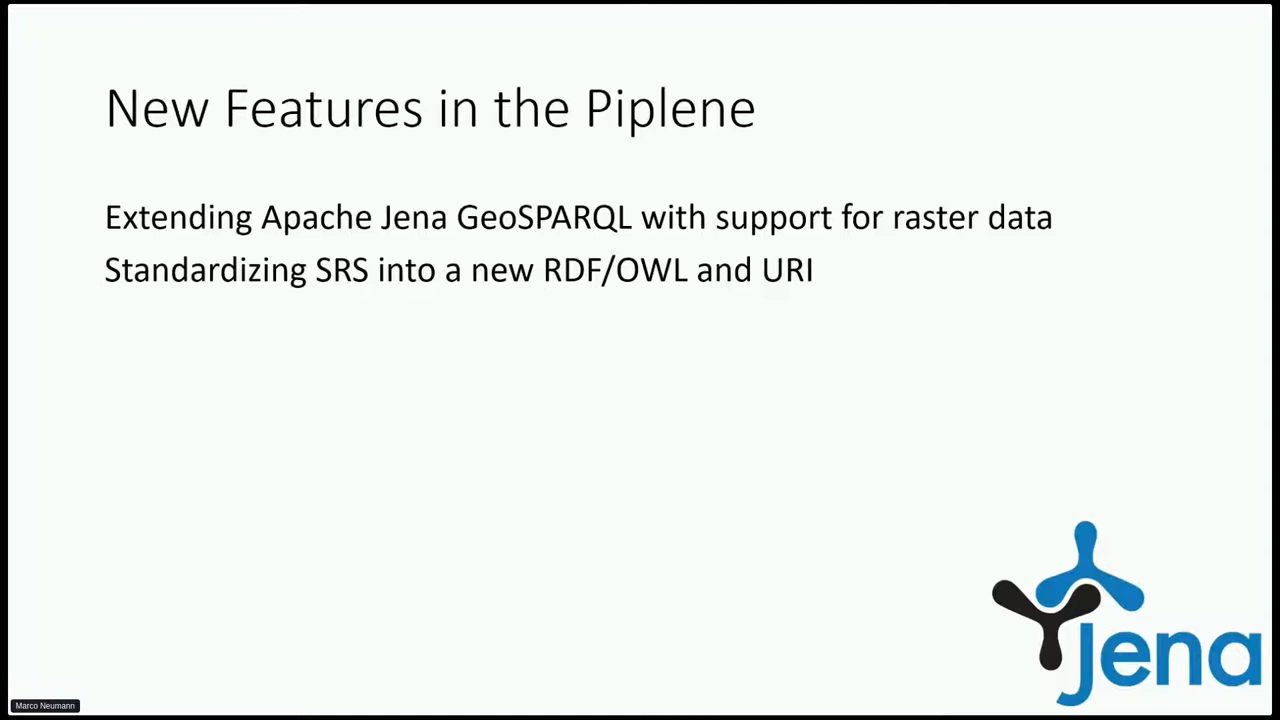 New Features in the Piplene
Extending Apache Jena GeoSPARQL with support for raster data
Standardizing SRS into a new RDF/OWL and URI
Jena
Marco Neumann